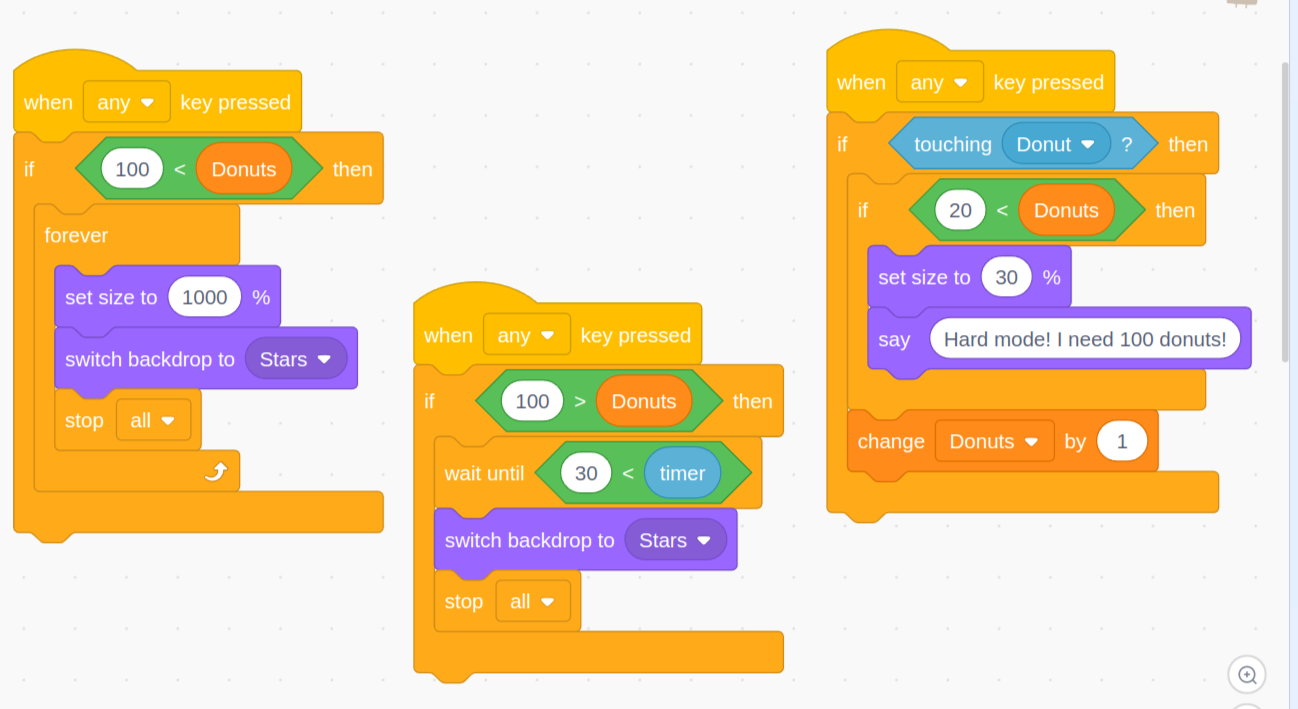 when any key pressed
if 100 < Donuts then
forever
set size to 1000 %
switch backdrop to Stars
stop all
when any key pressed
if 100 > Donuts then
wait until 30 < timer
switch backdrop to Stars
stop all
when any key pressed
if touching Donut ? then
if 20 < Donuts then
set size to 30 %
say Hard mode! I need 100 donuts!
change Donuts by 1